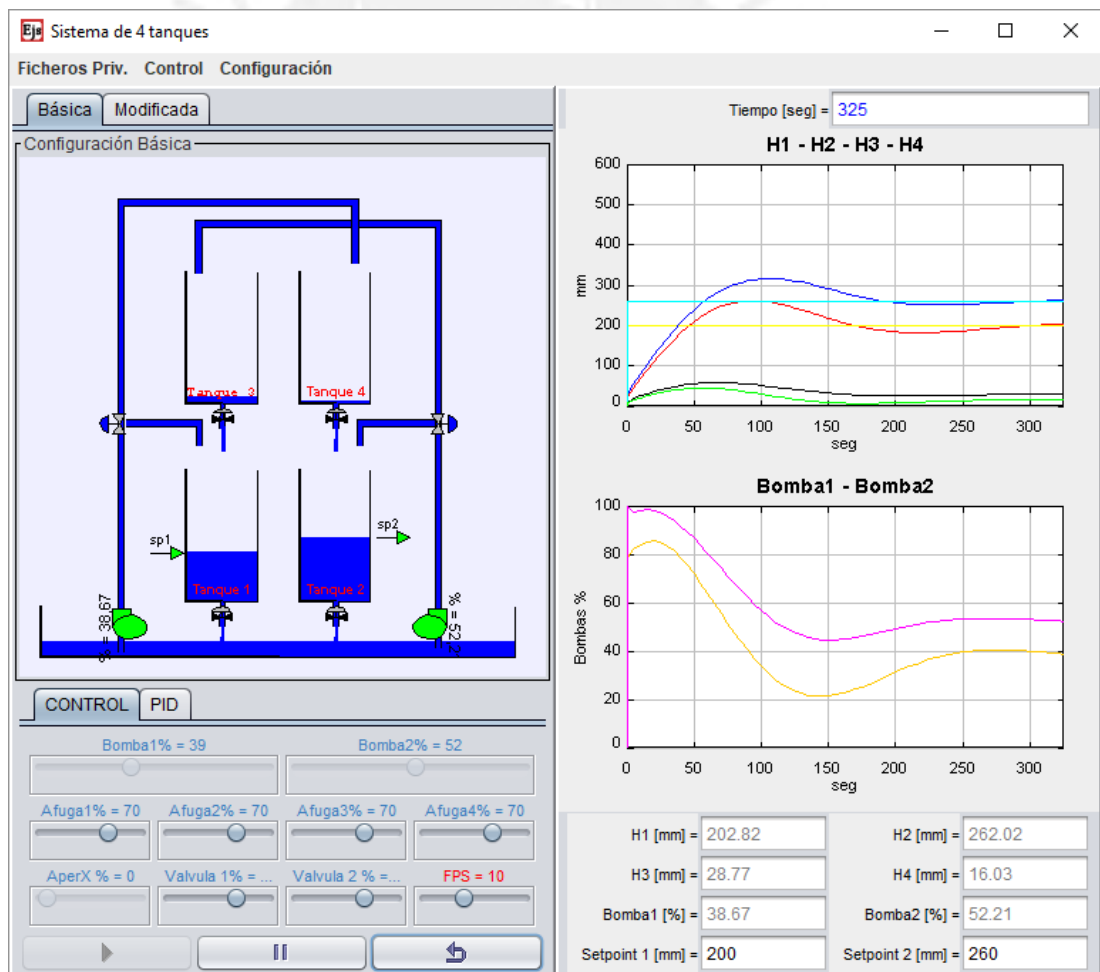 Ejs Sistema de 4 tanques
Ficheros Priv. Control Configuración
Básica Modificada
Configuración Básica
Tanque 3 Tanque 4
sp1 sp2
Tanque 1 Tanque 2
% = 38,67 % = 52,2
CONTROL PID
Bomba1% = 39 Bomba2% = 52
Afuga1% = 70 Afuga2% = 70 Afuga3% = 70 Afuga4% = 70
AperX % = 0 Valvula 1% = ... Valvula 2 % =... FPS = 10
Tiempo [seg] = 325
H1 - H2 - H3 - H4
600
500
400
300
200
100
0
mm
0 50 100 150 200 250 300
seg
Bomba1 - Bomba2
100
80
60
40
20
0
Bombas %
0 50 100 150 200 250 300
seg
H1 [mm] = 202.82 H2 [mm] = 262.02
H3 [mm] = 28.77 H4 [mm] = 16.03
Bomba1 [%] = 38.67 Bomba2 [%] = 52.21
Setpoint 1 [mm] = 200 Setpoint 2 [mm] = 260